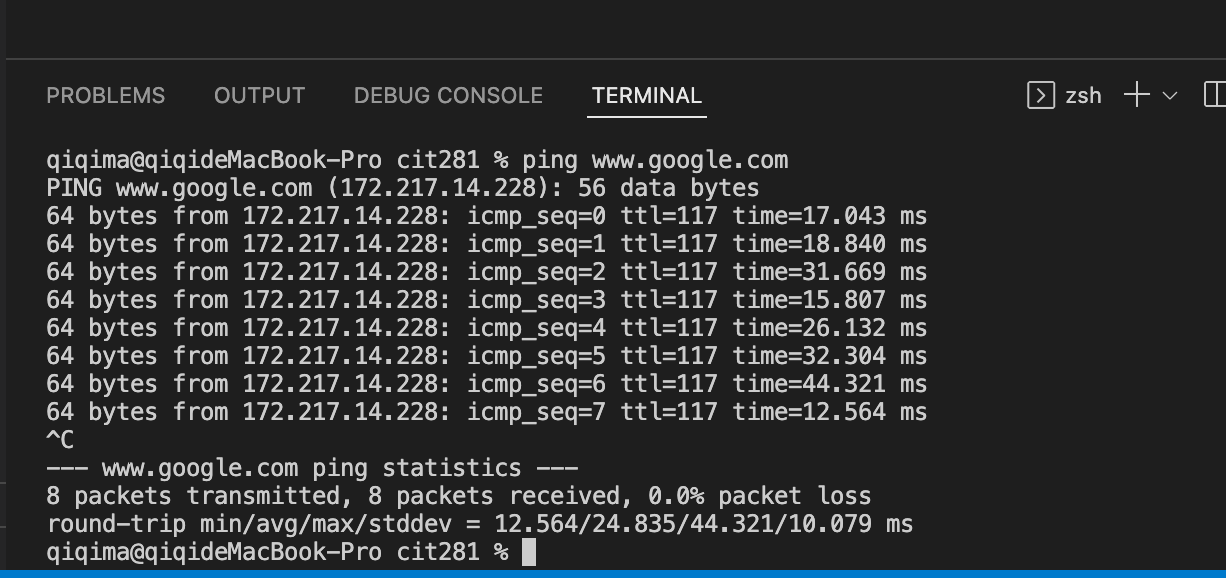 PROBLEMS OUTPUT DEBUG CONSOLE TERMINAL zsh
qiqima@qiqideMacBook-Pro cit281 % ping www.google.com
PING www.google.com (172.217.14.228): 56 data bytes
64 bytes from 172.217.14.228: icmp_seq=0 ttl=117 time=17.043 ms
64 bytes from 172.217.14.228: icmp_seq=1 ttl=117 time=18.840 ms
64 bytes from 172.217.14.228: icmp_seq=2 ttl=117 time=31.669 ms
64 bytes from 172.217.14.228: icmp_seq=3 ttl=117 time=15.807 ms
64 bytes from 172.217.14.228: icmp_seq=4 ttl=117 time=26.132 ms
64 bytes from 172.217.14.228: icmp_seq=5 ttl=117 time=32.304 ms
64 bytes from 172.217.14.228: icmp_seq=6 ttl=117 time=44.321 ms
64 bytes from 172.217.14.228: icmp_seq=7 ttl=117 time=12.564 ms
^C
--- www.google.com ping statistics ---
8 packets transmitted, 8 packets received, 0.0% packet loss
round-trip min/avg/max/stddev = 12.564/24.835/44.321/10.079 ms
qiqima@qiqideMacBook-Pro cit281 %